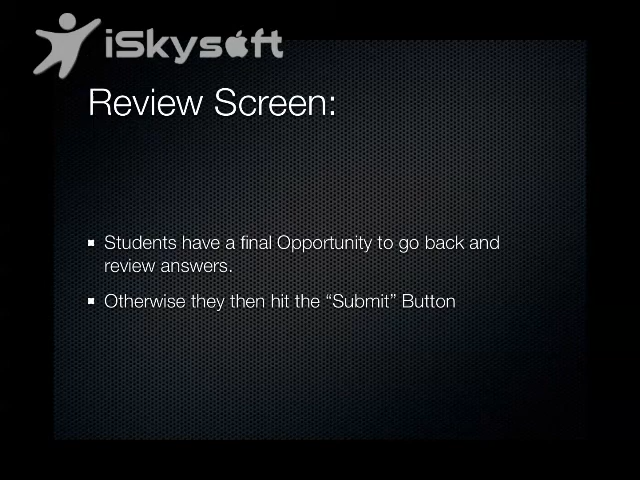 iSkysoft
Review Screen:
Students have a final Opportunity to go back and
review answers.
Otherwise they then hit the “Submit” Button